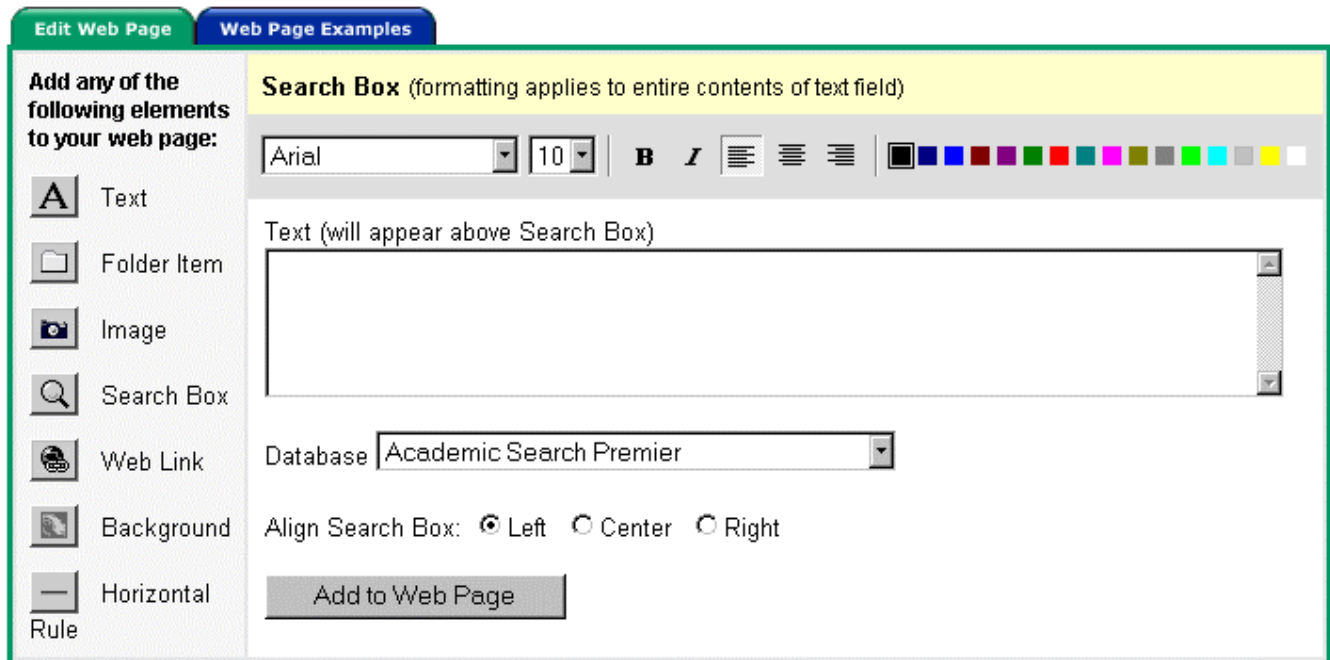 Edit Web Page
Web Page Examples
Add any of the
following elements
to your web page:
A Text
Folder Item
Image
Search Box
Web Link
Background
Horizontal
Rule
Search Box (formatting applies to entire contents of text field)
Arial 10 B I
Text (will appear above Search Box)
Database Academic Search Premier
Align Search Box: Left Center Right
Add to Web Page